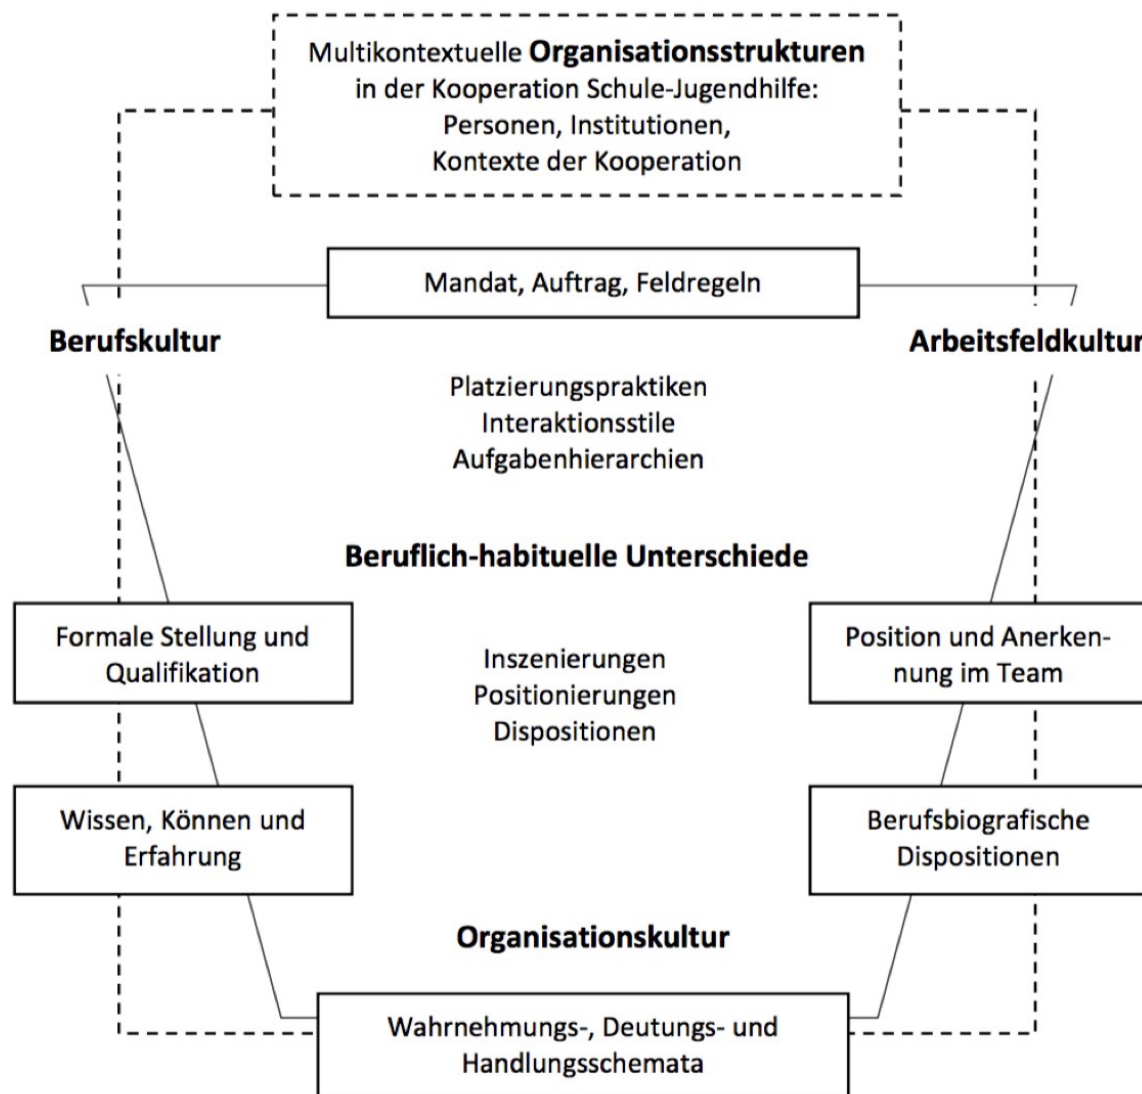 Multikontextuelle Organisationsstrukturen
in der Kooperation Schule-Jugendhilfe:
Personen, Institutionen,
Kontexte der Kooperation
Mandat, Auftrag, Feldregeln
Berufskultur
Arbeitsfeldkultur
Platzierungspraktiken
Interaktionsstile
Aufgabenhierarchien
Beruflich-habituelle Unterschiede
Formale Stellung und
Qualifikation
Inszenierungen
Positionierungen
Dispositionen
Position und Anerken-
nung im Team
Wissen, Können und
Erfahrung
Berufsbiografische
Dispositionen
Organisationskultur
Wahrnehmungs-, Deutungs- und
Handlungsschemata